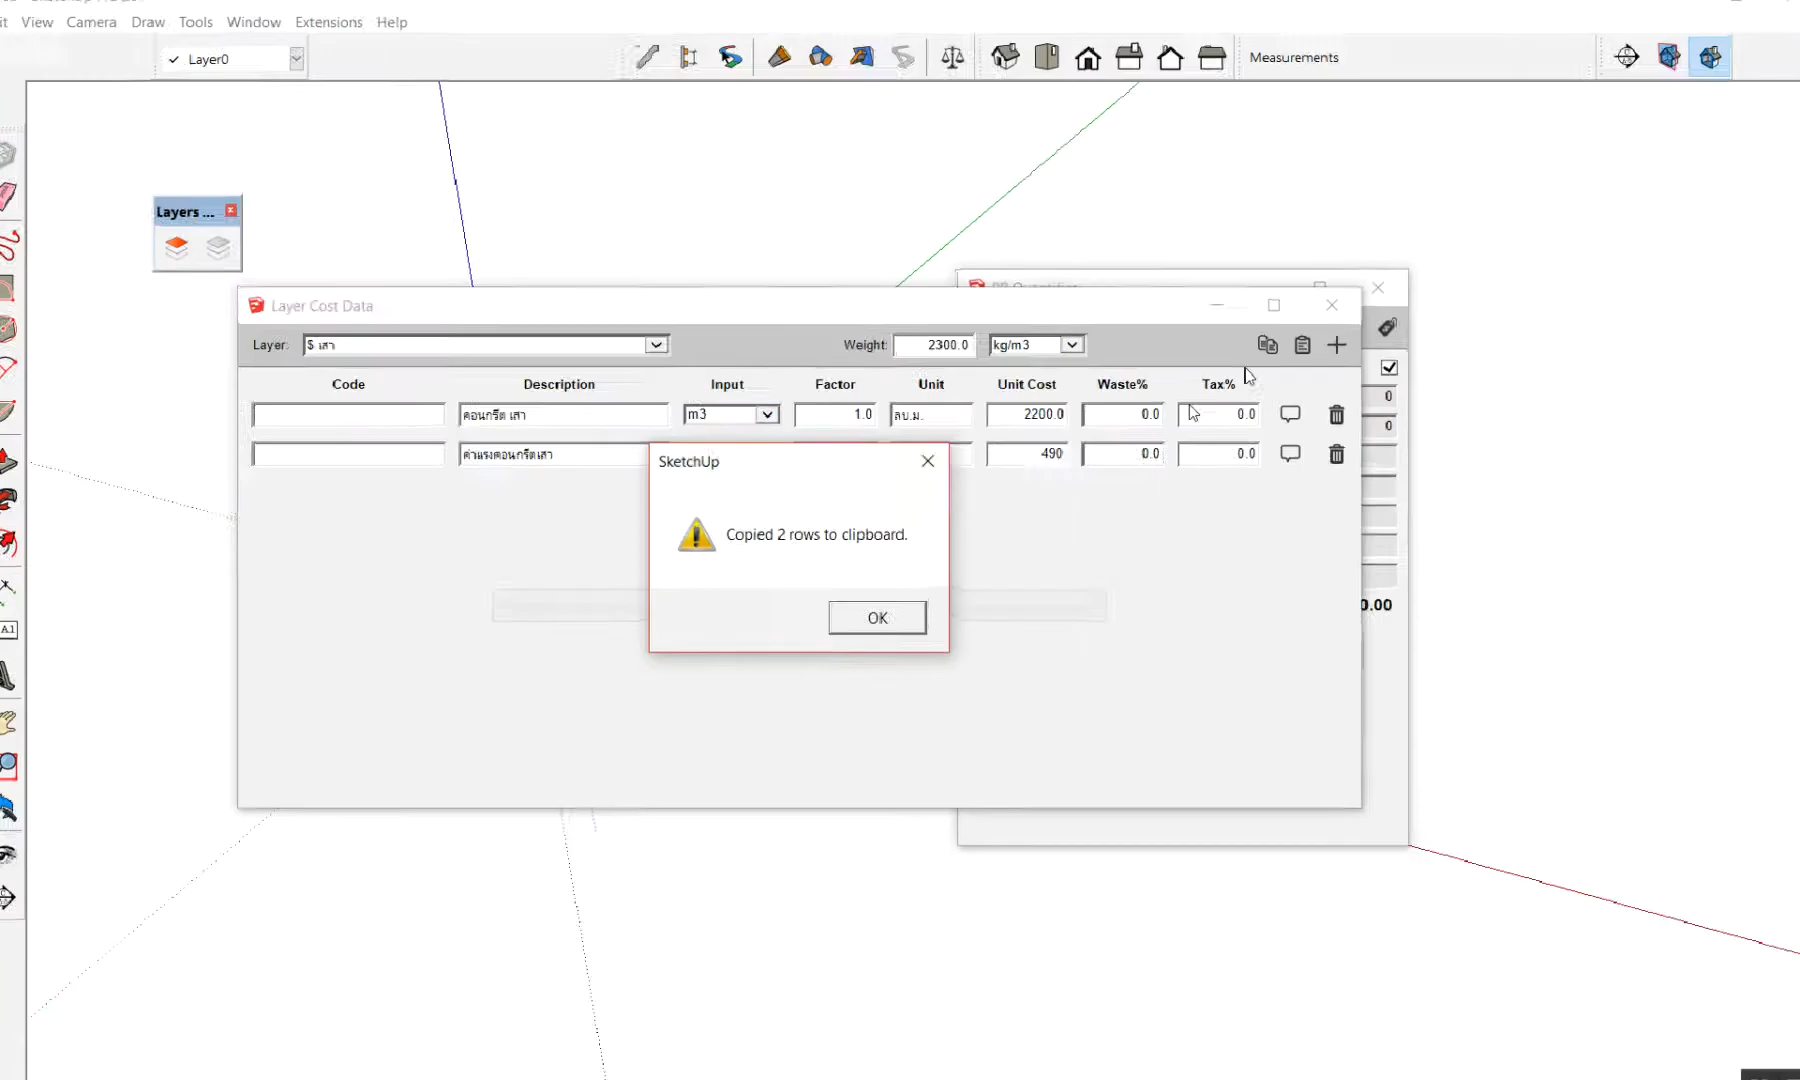 View Camera Draw Tools Window Extensions Help
Layer0
Measurements
Layers ...
Layer Cost Data
Layer: $ เสา Weight: 2300.0 kg/m3
Code Description Input Factor Unit Unit Cost Waste% Tax%
คอนกรีต เสา m3 1.0 ลบ.ม. 2200.0 0.0 0.0
ค่าแรงคอนกรีตเสา 490 0.0 0.0
0
0
0.00
SketchUp
Copied 2 rows to clipboard.
OK
A1